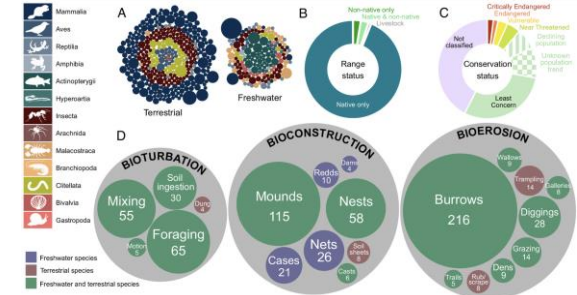 Mammalia
Aves
Reptilia
Amphibia
Actinopterygii
Hyperoartia
Insecta
Arachnida
Malacostraca
Branchiopoda
Clitellata
Bivalvia
Gastropoda
A
Terrestrial
Freshwater
B
Non-native only
Native & non-native
Livestock
Range
status
Native only
C
Critically Endangered
Endangered
Vulnerable
Near Threatened
Declining
population
Unknown
population
trend
Not
classified
Conservation
status
Least
Concern
D
BIOTURBATION
Mixing
55
Soil
ingestion
30
Dung
4
Motion
5
Foraging
65
BIOCONSTRUCTION
Redds
10
Dams
4
Mounds
115
Nests
58
Cases
21
Nets
26
Soil
sheets
8
Casts
6
BIOEROSION
Wallows
9
Trampling
14
Galleries
Burrows
216
Diggings
28
Grazing
14
Dens
9
Trails
Rub/
scrape
Freshwater species
Terrestrial species
Freshwater and terrestrial species